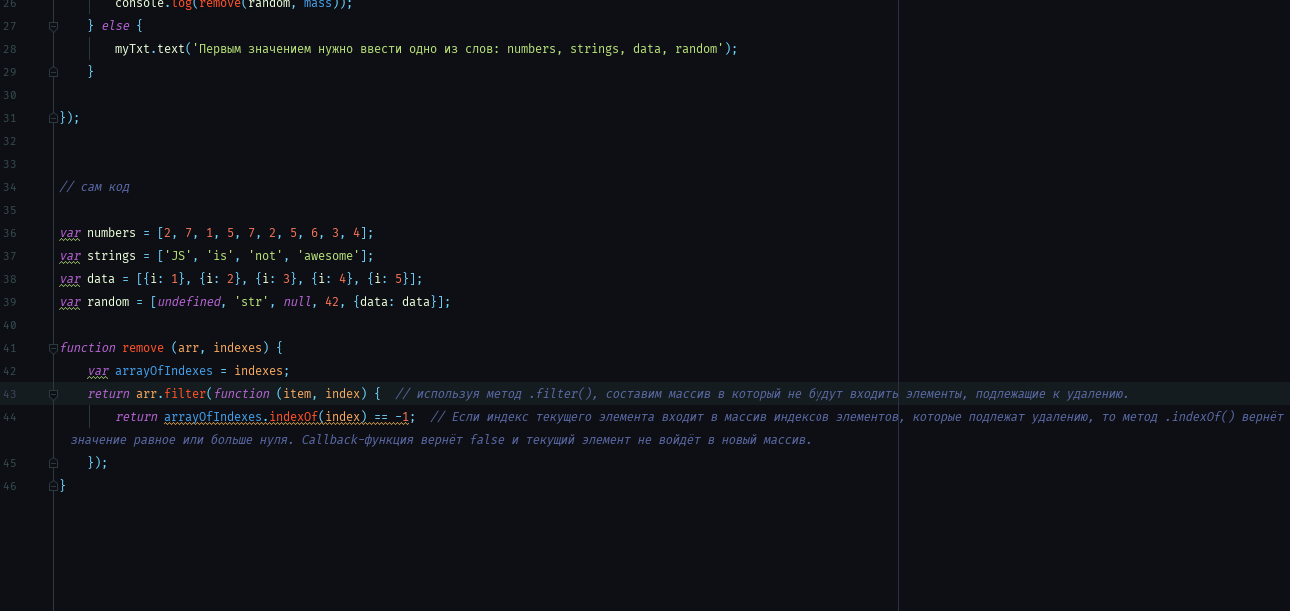 26 console.log(remove(random, mass));
27 } else {
28 myTxt.text('Первым значением нужно ввести одно из слов: numbers, strings, data, random');
29 }
30
31 });
32
33
34 // сам код
35
36 var numbers = [2, 7, 1, 5, 7, 2, 5, 6, 3, 4];
37 var strings = ['JS', 'is', 'not', 'awesome'];
38 var data = [{i: 1}, {i: 2}, {i: 3}, {i: 4}, {i: 5}];
39 var random = [undefined, 'str', null, 42, {data: data}];
40
41 function remove (arr, indexes) {
42 var arrayOfIndexes = indexes;
43 return arr.filter(function (item, index) { // используя метод .filter(), составим массив в который не будут входить элементы, подлежащие к удалению.
44 return arrayOfIndexes.indexOf(index) == -1; // Если индекс текущего элемента входит в массив индексов элементов, которые подлежат удалению, то метод .indexOf() вернёт
значение равное или больше нуля. Callback-функция вернёт false и текущий элемент не войдёт в новый массив.
45 });
46 }